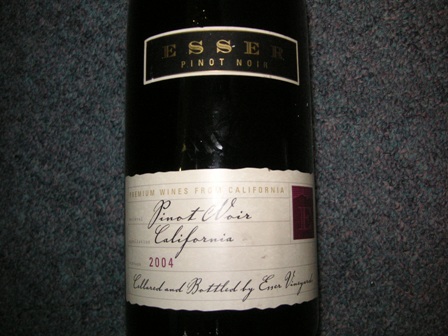 ESSER
PINOT NOIR
PREMIUM WINES FROM CALIFORNIA
Pinot Noir
California
2004
Cellared and Bottled by Esser Vineyards